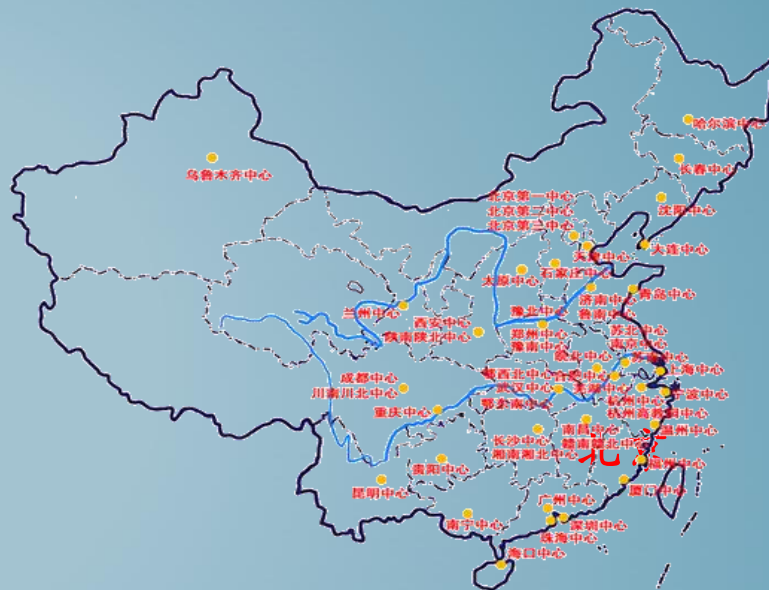 哈尔滨中心
长春中心
乌鲁木齐中心
北京第一中心
北京第二中心
北京第三中心
沈阳中心
大连中心
天津中心
石家庄中心
太原中心
济南中心
鲁南中心
青岛中心
兰州中心
西安中心
陕南陕北中心
豫北中心
郑州中心
豫南中心
苏北中心
南京中心
苏南中心
皖北中心
合肥中心
上海中心
鄂西北中心
武汉中心
鄂东南中心
芜湖中心
宁波中心
杭州中心
成都中心
川南川北中心
重庆中心
温州中心
南昌中心
赣南赣北中心
长沙中心
湘南湘北中心
北京
福州中心
贵阳中心
昆明中心
厦门中心
广州中心
南宁中心
深圳中心
珠海中心
海口中心